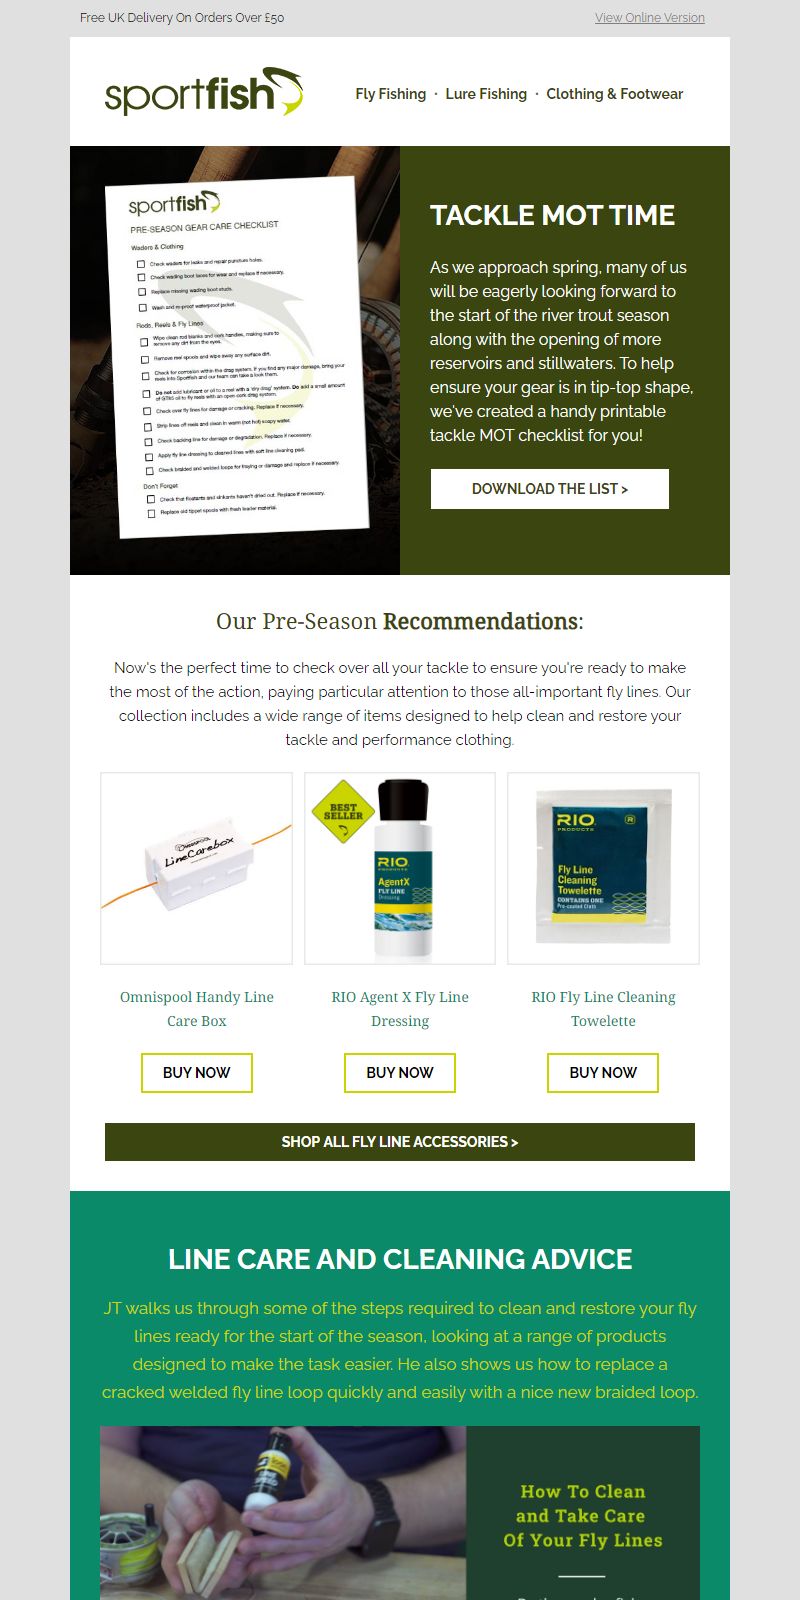 Free UK Delivery On Orders Over £50
View Online Version
sportfish
Fly Fishing · Lure Fishing · Clothing & Footwear
sportfish
PRE-SEASON GEAR CARE CHECKLIST
Waders & Clothing
Check waders for leaks and repair puncture holes.
Check wading boot laces for wear and replace if necessary.
Replace missing wading boot studs.
Wash and re-proof waterproof jacket.
Rods, Reels & Fly Lines
Wipe clean rod blanks and cork handles, making sure to
remove any dirt from the eyes.
Remove reel spools and wipe away any surface dirt.
Check for corrosion within the drag system. If you find any major damage, bring your
reels into Sportfish and our team can take a look them.
Do not add lubricant or oil to a reel with a 'dry drag' system. Do add a small amount
of GT85 oil to fly reels with an open cork drag system.
Check over fly lines for damage or cracking. Replace if necessary.
Strip lines off reels and clean in warm (not hot) soapy water.
Check backing line for damage or degradation. Replace if necessary.
Apply fly line dressing to cleaned lines with soft line cleaning pad.
Check braided and welded loops for fraying or damage and replace if necessary.
Don't Forget
Check that floatants and sinkants haven't dried out. Replace if necessary.
Replace old tippet spools with fresh leader material.
TACKLE MOT TIME
As we approach spring, many of us
will be eagerly looking forward to
the start of the river trout season
along with the opening of more
reservoirs and stillwaters. To help
ensure your gear is in tip-top shape,
we've created a handy printable
tackle MOT checklist for you!
DOWNLOAD THE LIST >
Our Pre-Season Recommendations:
Now's the perfect time to check over all your tackle to ensure you're ready to make
the most of the action, paying particular attention to those all-important fly lines. Our
collection includes a wide range of items designed to help clean and restore your
tackle and performance clothing.
Omnispool
LineCarebox
BEST
SELLER
RIO
PRODUCTS
AgentX
FLY LINE
Dressing
RIO
PRODUCTS
Fly Line
Cleaning
Towelette
CONTAINS ONE
Pre-coated Cloth
Omnispool Handy Line
Care Box
RIO Agent X Fly Line
Dressing
RIO Fly Line Cleaning
Towelette
BUY NOW
BUY NOW
BUY NOW
SHOP ALL FLY LINE ACCESSORIES >
LINE CARE AND CLEANING ADVICE
JT walks us through some of the steps required to clean and restore your fly
lines ready for the start of the season, looking at a range of products
designed to make the task easier. He also shows us how to replace a
cracked welded fly line loop quickly and easily with a nice new braided loop.
LINE
SPEED
How To Clean
and Take Care
Of Your Fly Lines